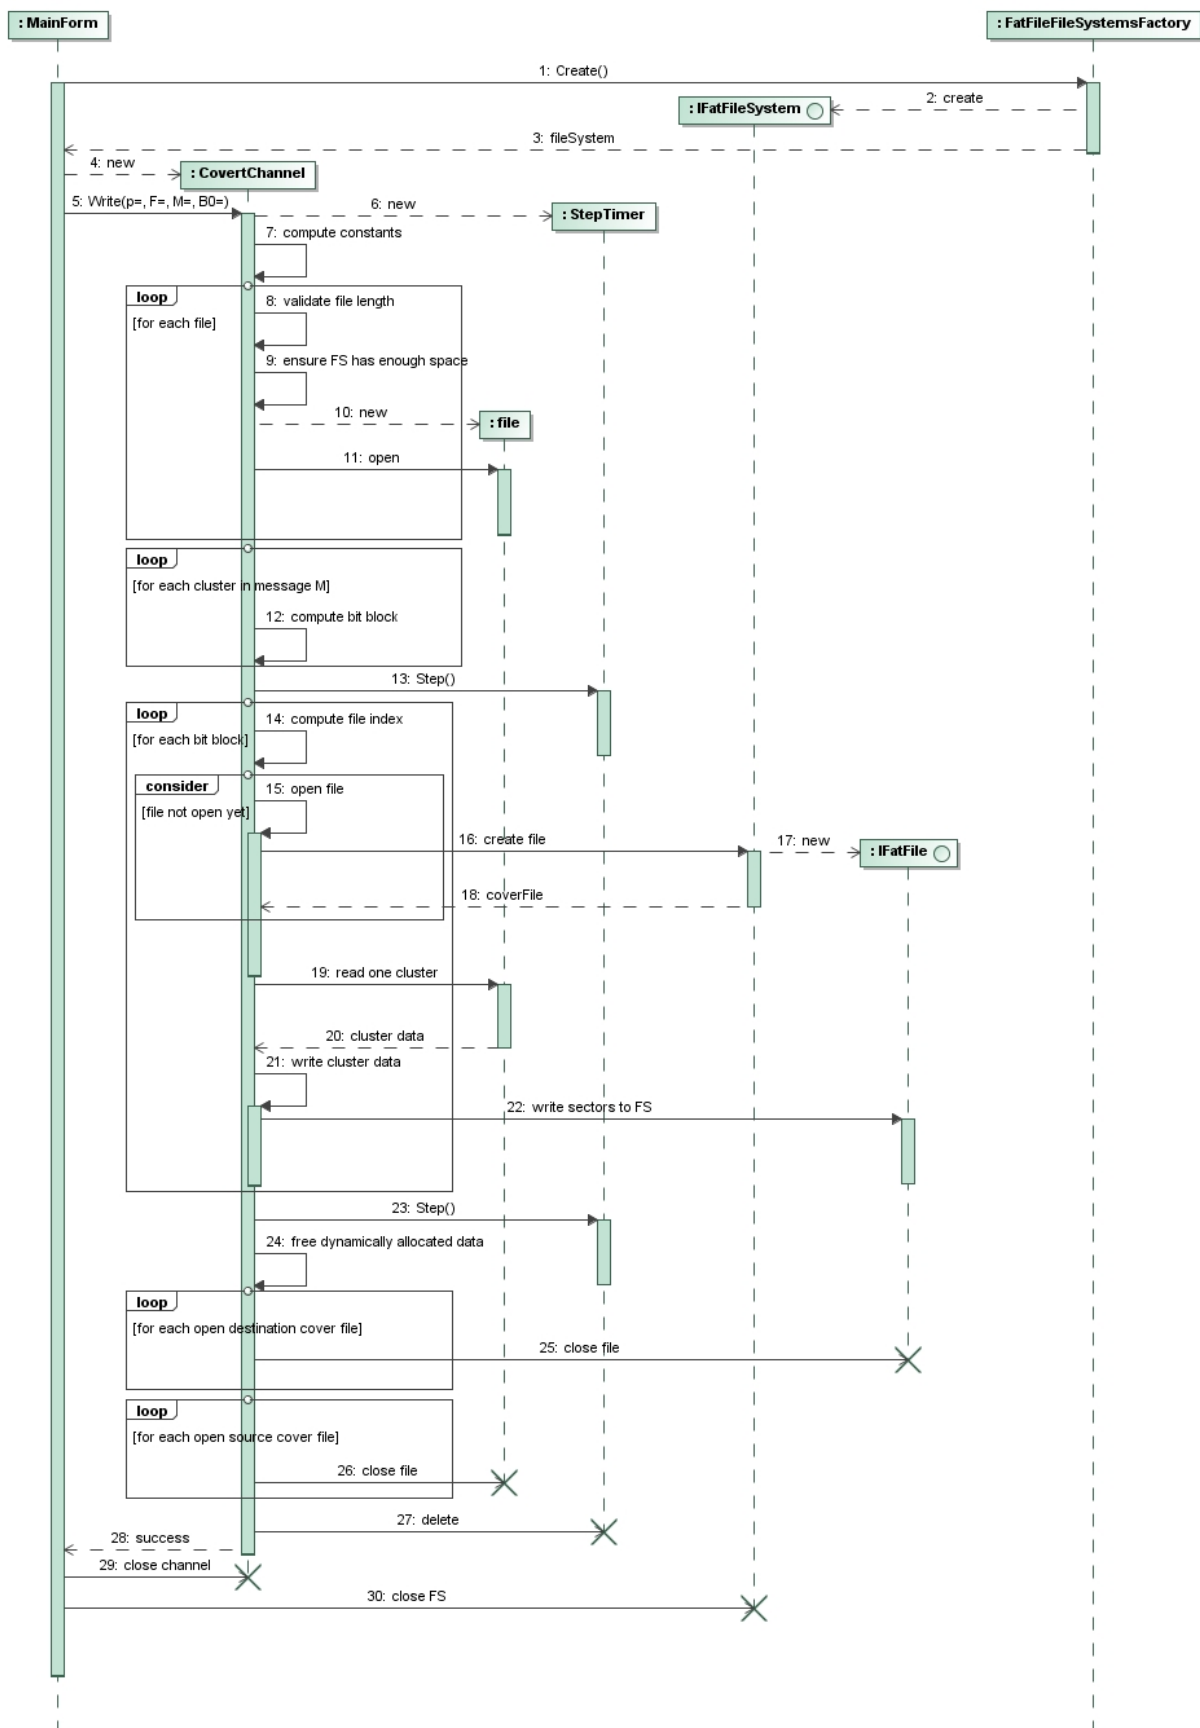 : MainForm
: FatFileFileSystemsFactory
1: Create()
: IFatFileSystem
2: create
3: fileSystem
4: new
: CovertChannel
5: Write(p=, F=, M=, B0=)
6: new
: StepTimer
7: compute constants
loop
8: validate file length
[for each file]
9: ensure FS has enough space
10: new
: file
11: open
loop
[for each cluster in message M]
12: compute bit block
13: Step()
loop
14: compute file index
[for each bit block]
consider
15: open file
[file not open yet]
16: create file
17: new
: IFatFile
18: coverFile
19: read one cluster
20: cluster data
21: write cluster data
22: write sectors to FS
23: Step()
24: free dynamically allocated data
loop
[for each open destination cover file]
25: close file
loop
[for each open source cover file]
26: close file
27: delete
28: success
29: close channel
30: close FS